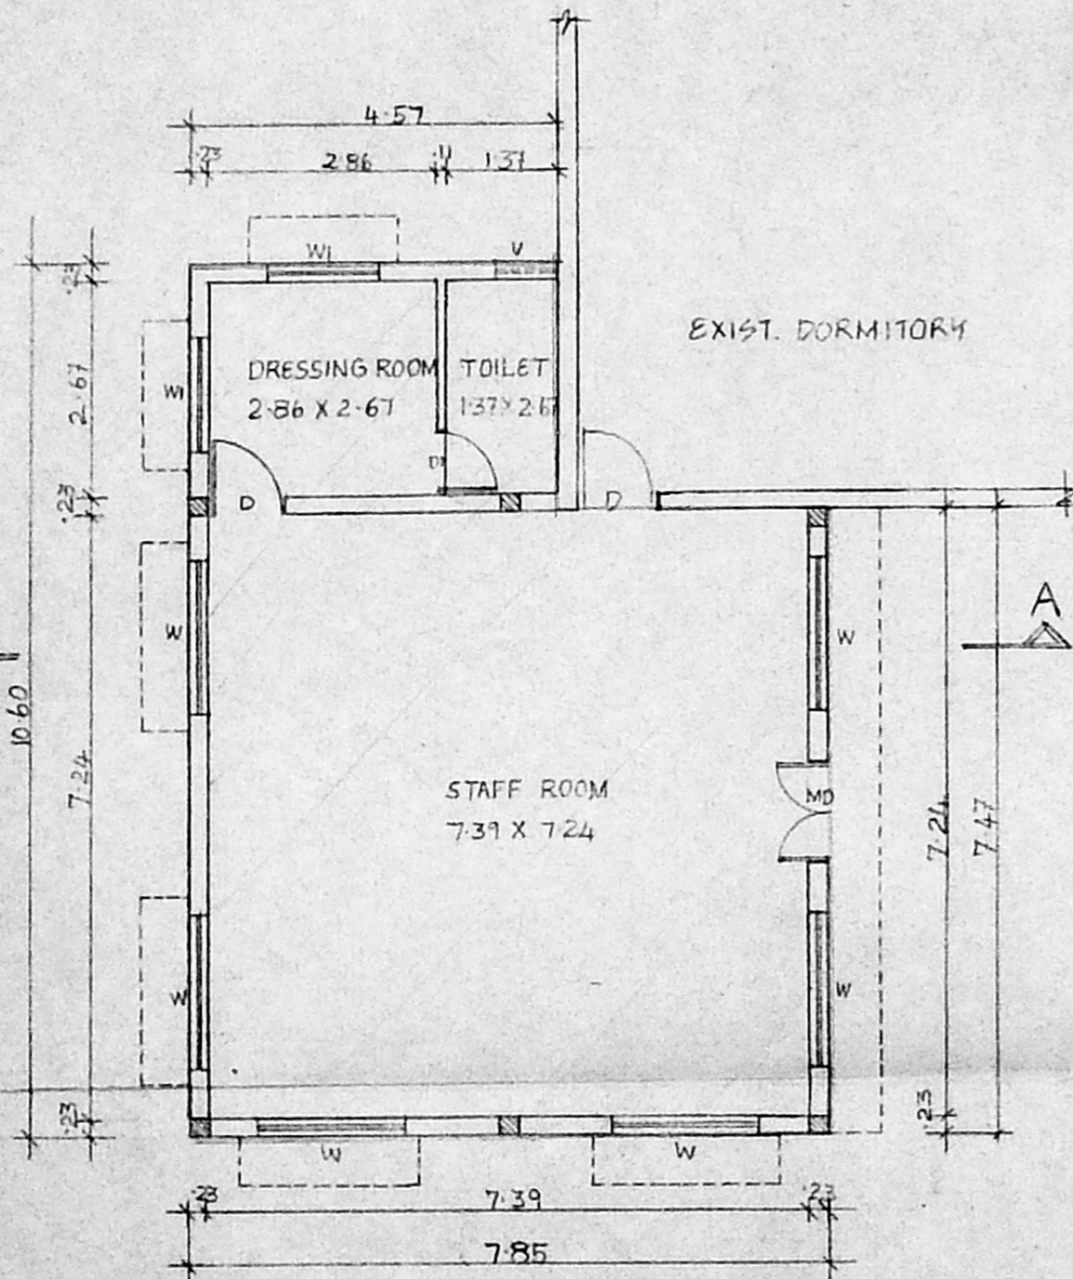 4.57
.23 2.86 .11 1.37
W1 V
.23
EXIST. DORMITORY
DRESSING ROOM
2.86 X 2.67
TOILET
1.37 X 2.67
W1
2.67
D1
.23
D
D
A
W
W
10.60
7.24
STAFF ROOM
7.39 X 7.24
MD
7.24
7.47
W
W
.23
.23
W W
.23 7.39 .23
7.85